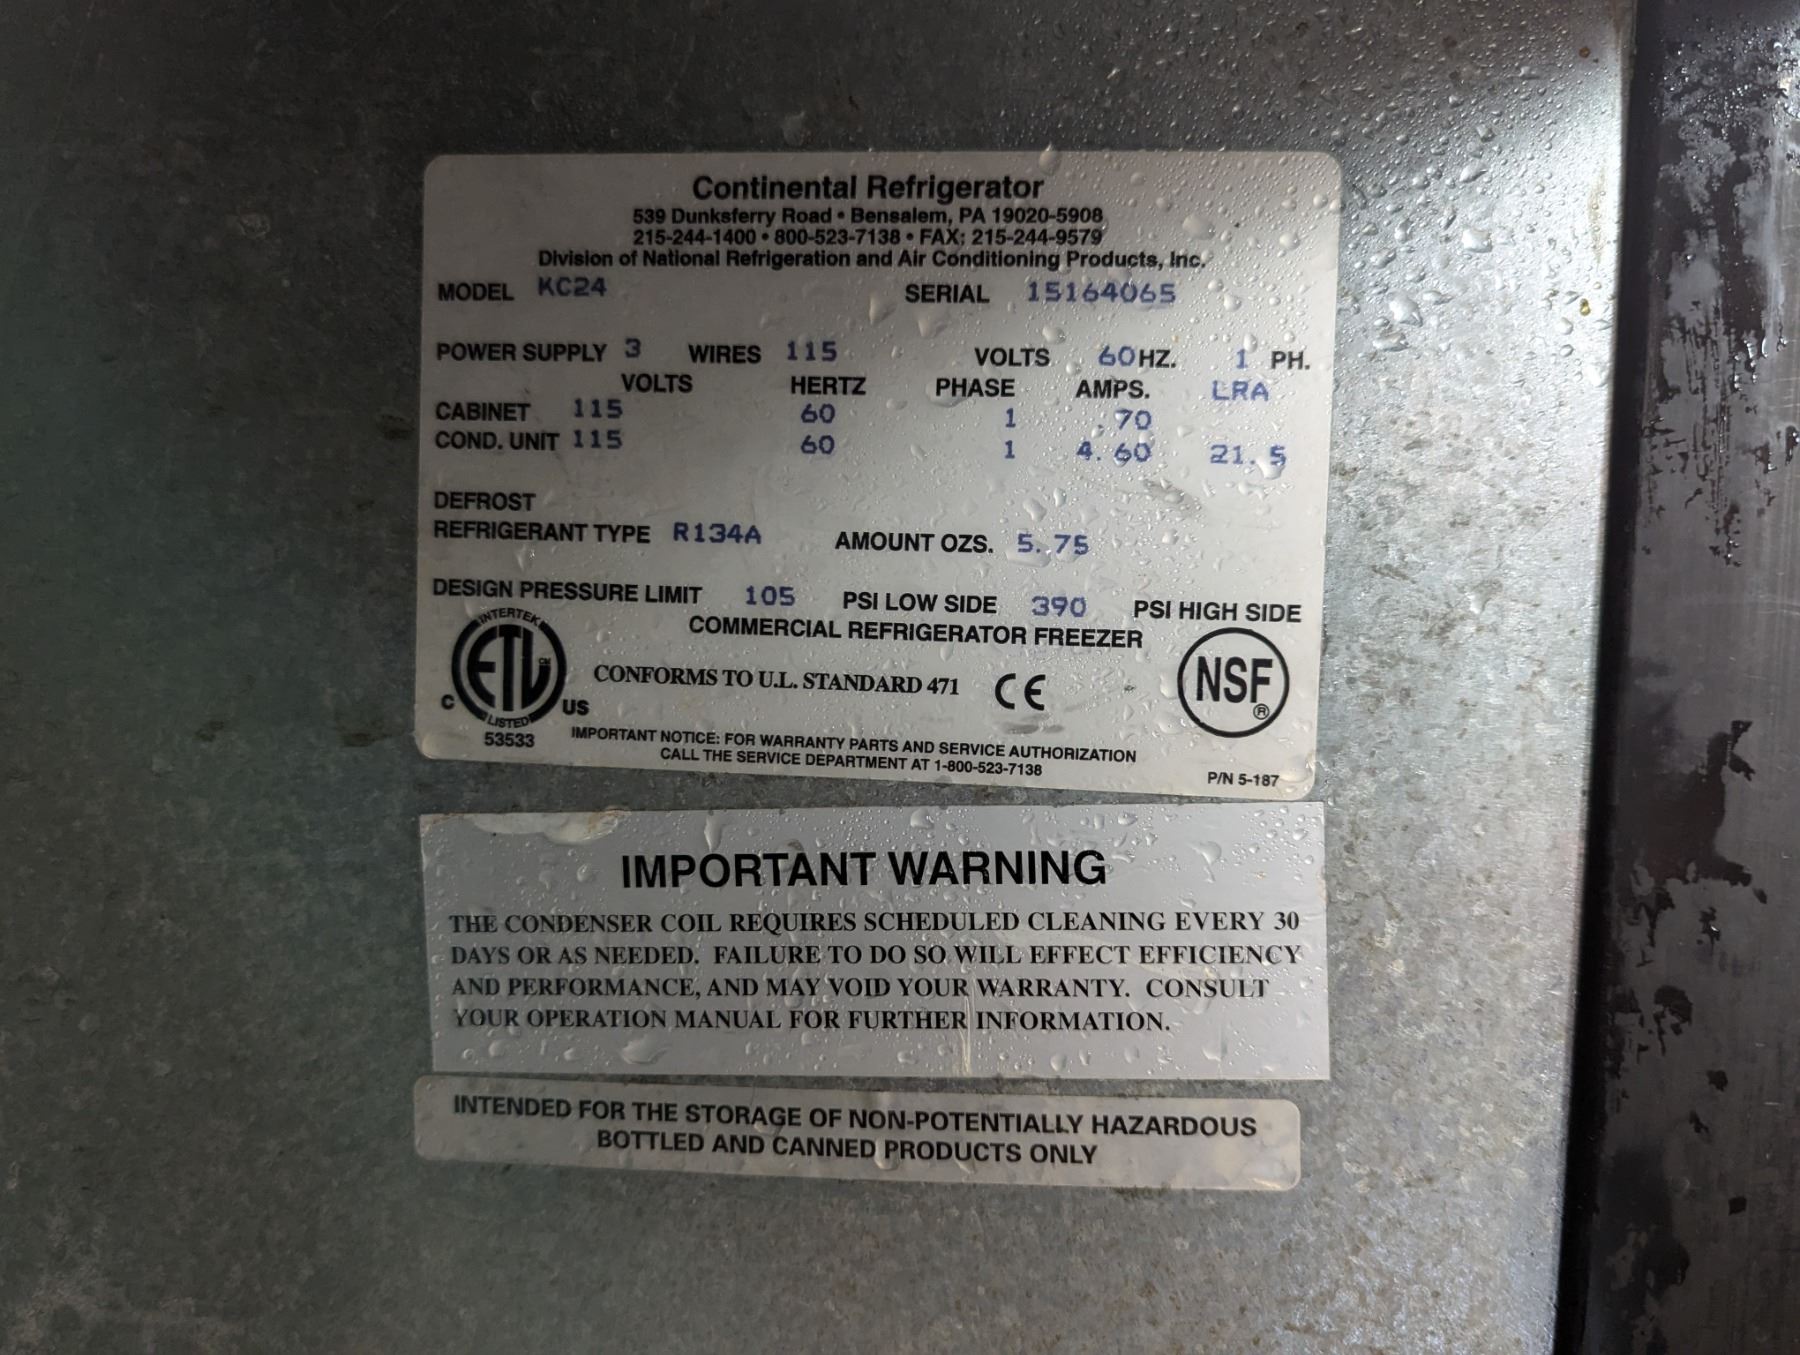 Continental Refrigerator
539 Dunksferry Road • Bensalem, PA 19020-5908
215-244-1400 • 800-523-7138 • FAX: 215-244-9579
Division of National Refrigeration and Air Conditioning Products, Inc.
MODEL KC24 SERIAL 15164065
POWER SUPPLY 3 WIRES 115 VOLTS 60 HZ. 1 PH.
VOLTS HERTZ PHASE AMPS. LRA
CABINET 115 60 1 .70
COND. UNIT 115 60 1 4.60 21.5
DEFROST
REFRIGERANT TYPE R134A AMOUNT OZS. 5.75
DESIGN PRESSURE LIMIT 105 PSI LOW SIDE 390 PSI HIGH SIDE
COMMERCIAL REFRIGERATOR FREEZER
INTERTEK
ETL CM
LISTED
C US
53533
CONFORMS TO U.L. STANDARD 471 CE
NSF ®
IMPORTANT NOTICE: FOR WARRANTY PARTS AND SERVICE AUTHORIZATION
CALL THE SERVICE DEPARTMENT AT 1-800-523-7138
P/N 5-187
IMPORTANT WARNING
THE CONDENSER COIL REQUIRES SCHEDULED CLEANING EVERY 30
DAYS OR AS NEEDED. FAILURE TO DO SO WILL EFFECT EFFICIENCY
AND PERFORMANCE, AND MAY VOID YOUR WARRANTY. CONSULT
YOUR OPERATION MANUAL FOR FURTHER INFORMATION.
INTENDED FOR THE STORAGE OF NON-POTENTIALLY HAZARDOUS
BOTTLED AND CANNED PRODUCTS ONLY